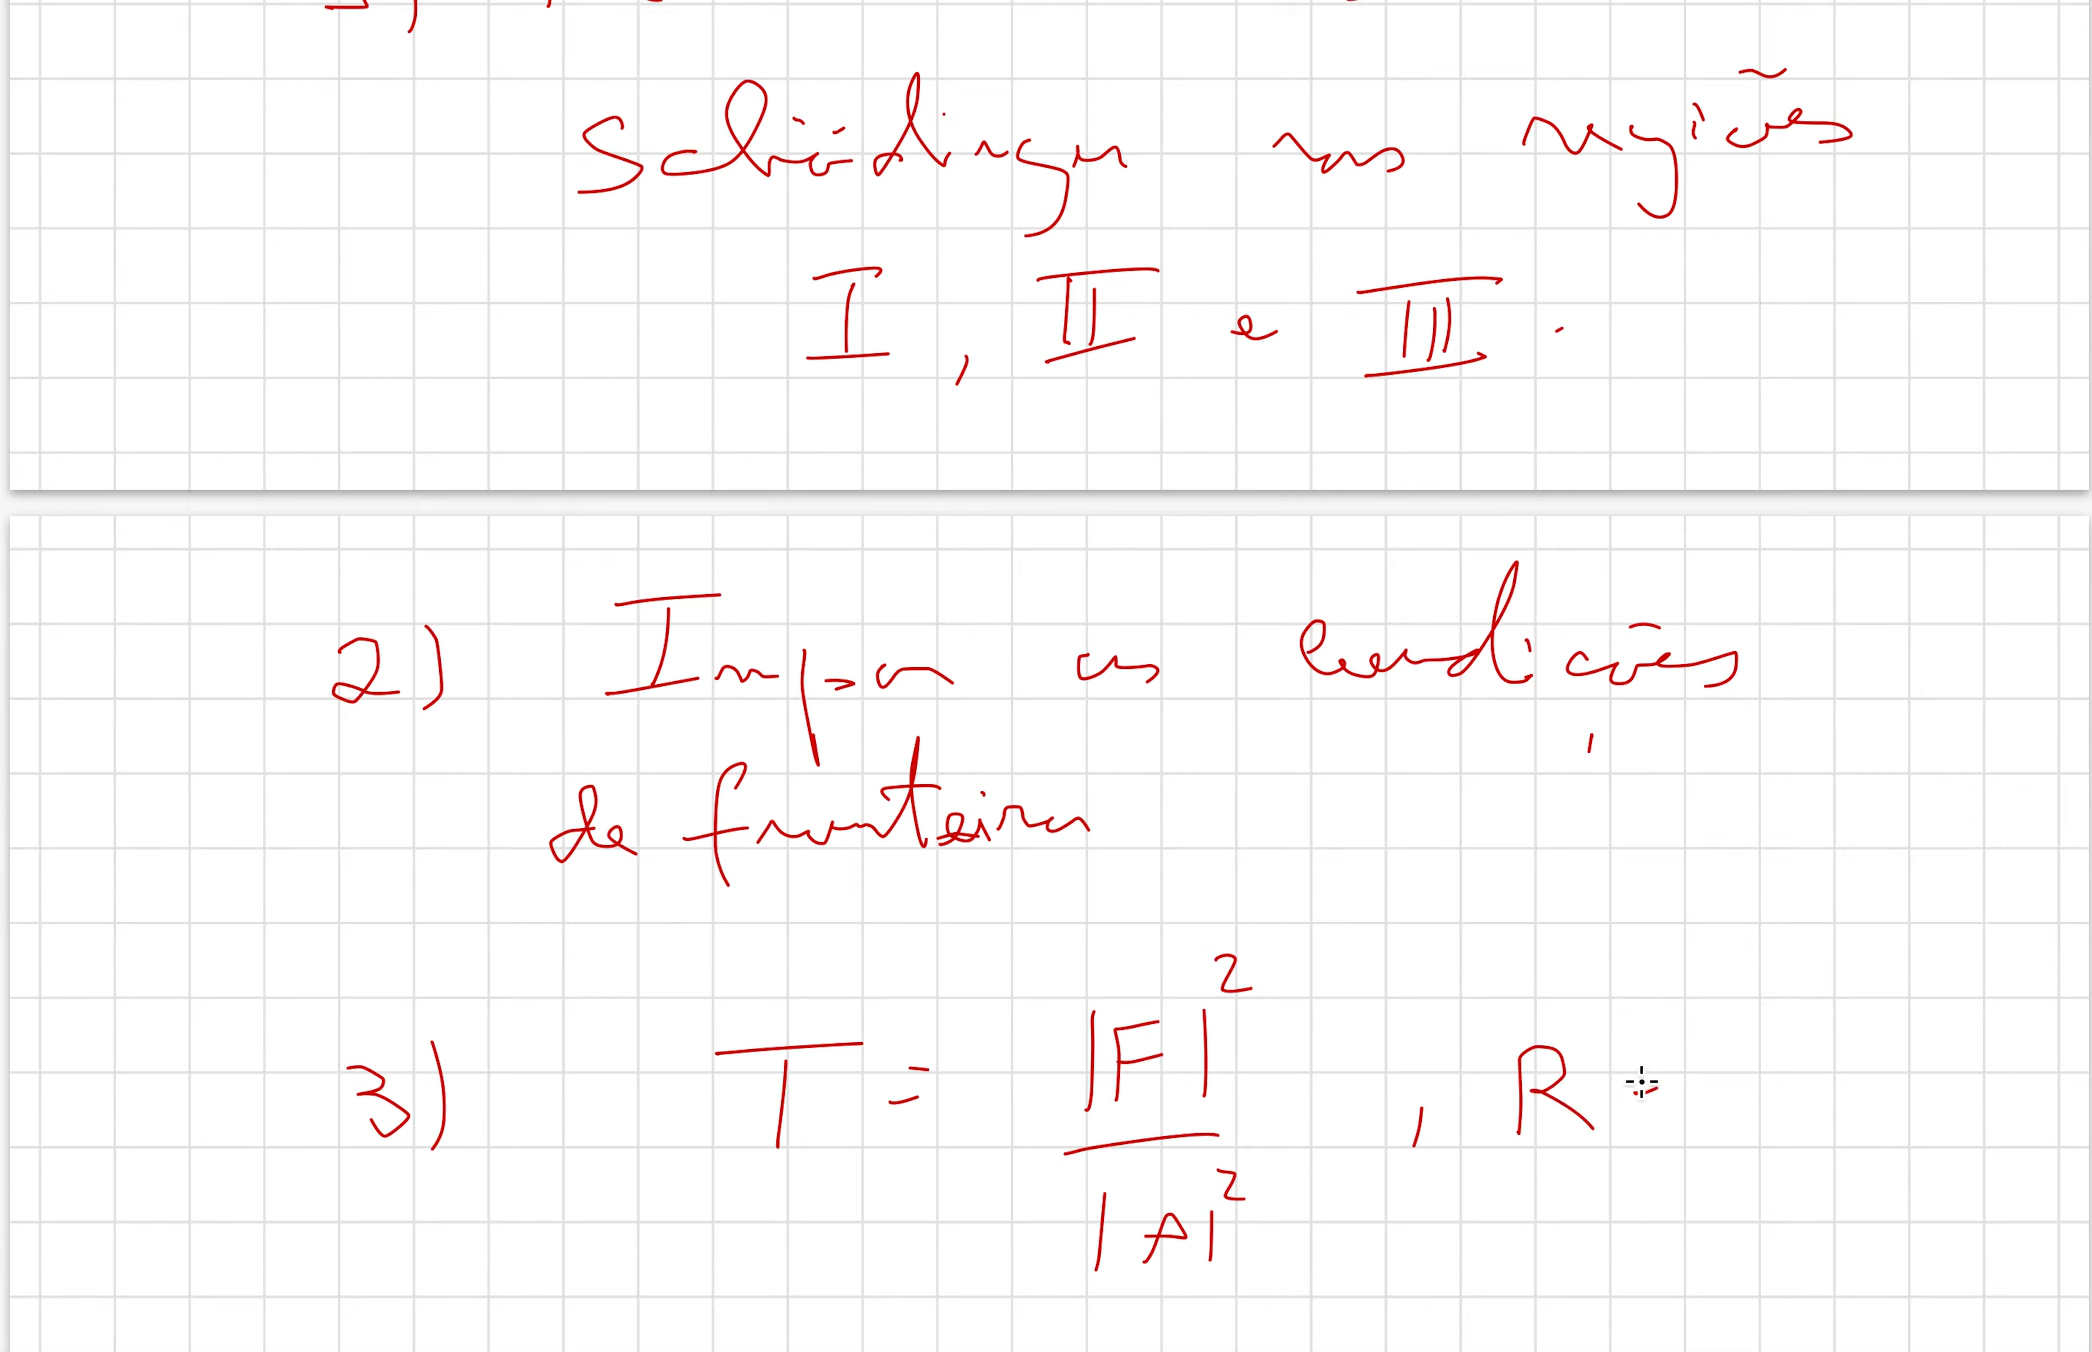 Schrödinger nas regiões
I, II e III.
2) Impor as Condições
de fronteira
3) T = |F|² / |A|² , R =